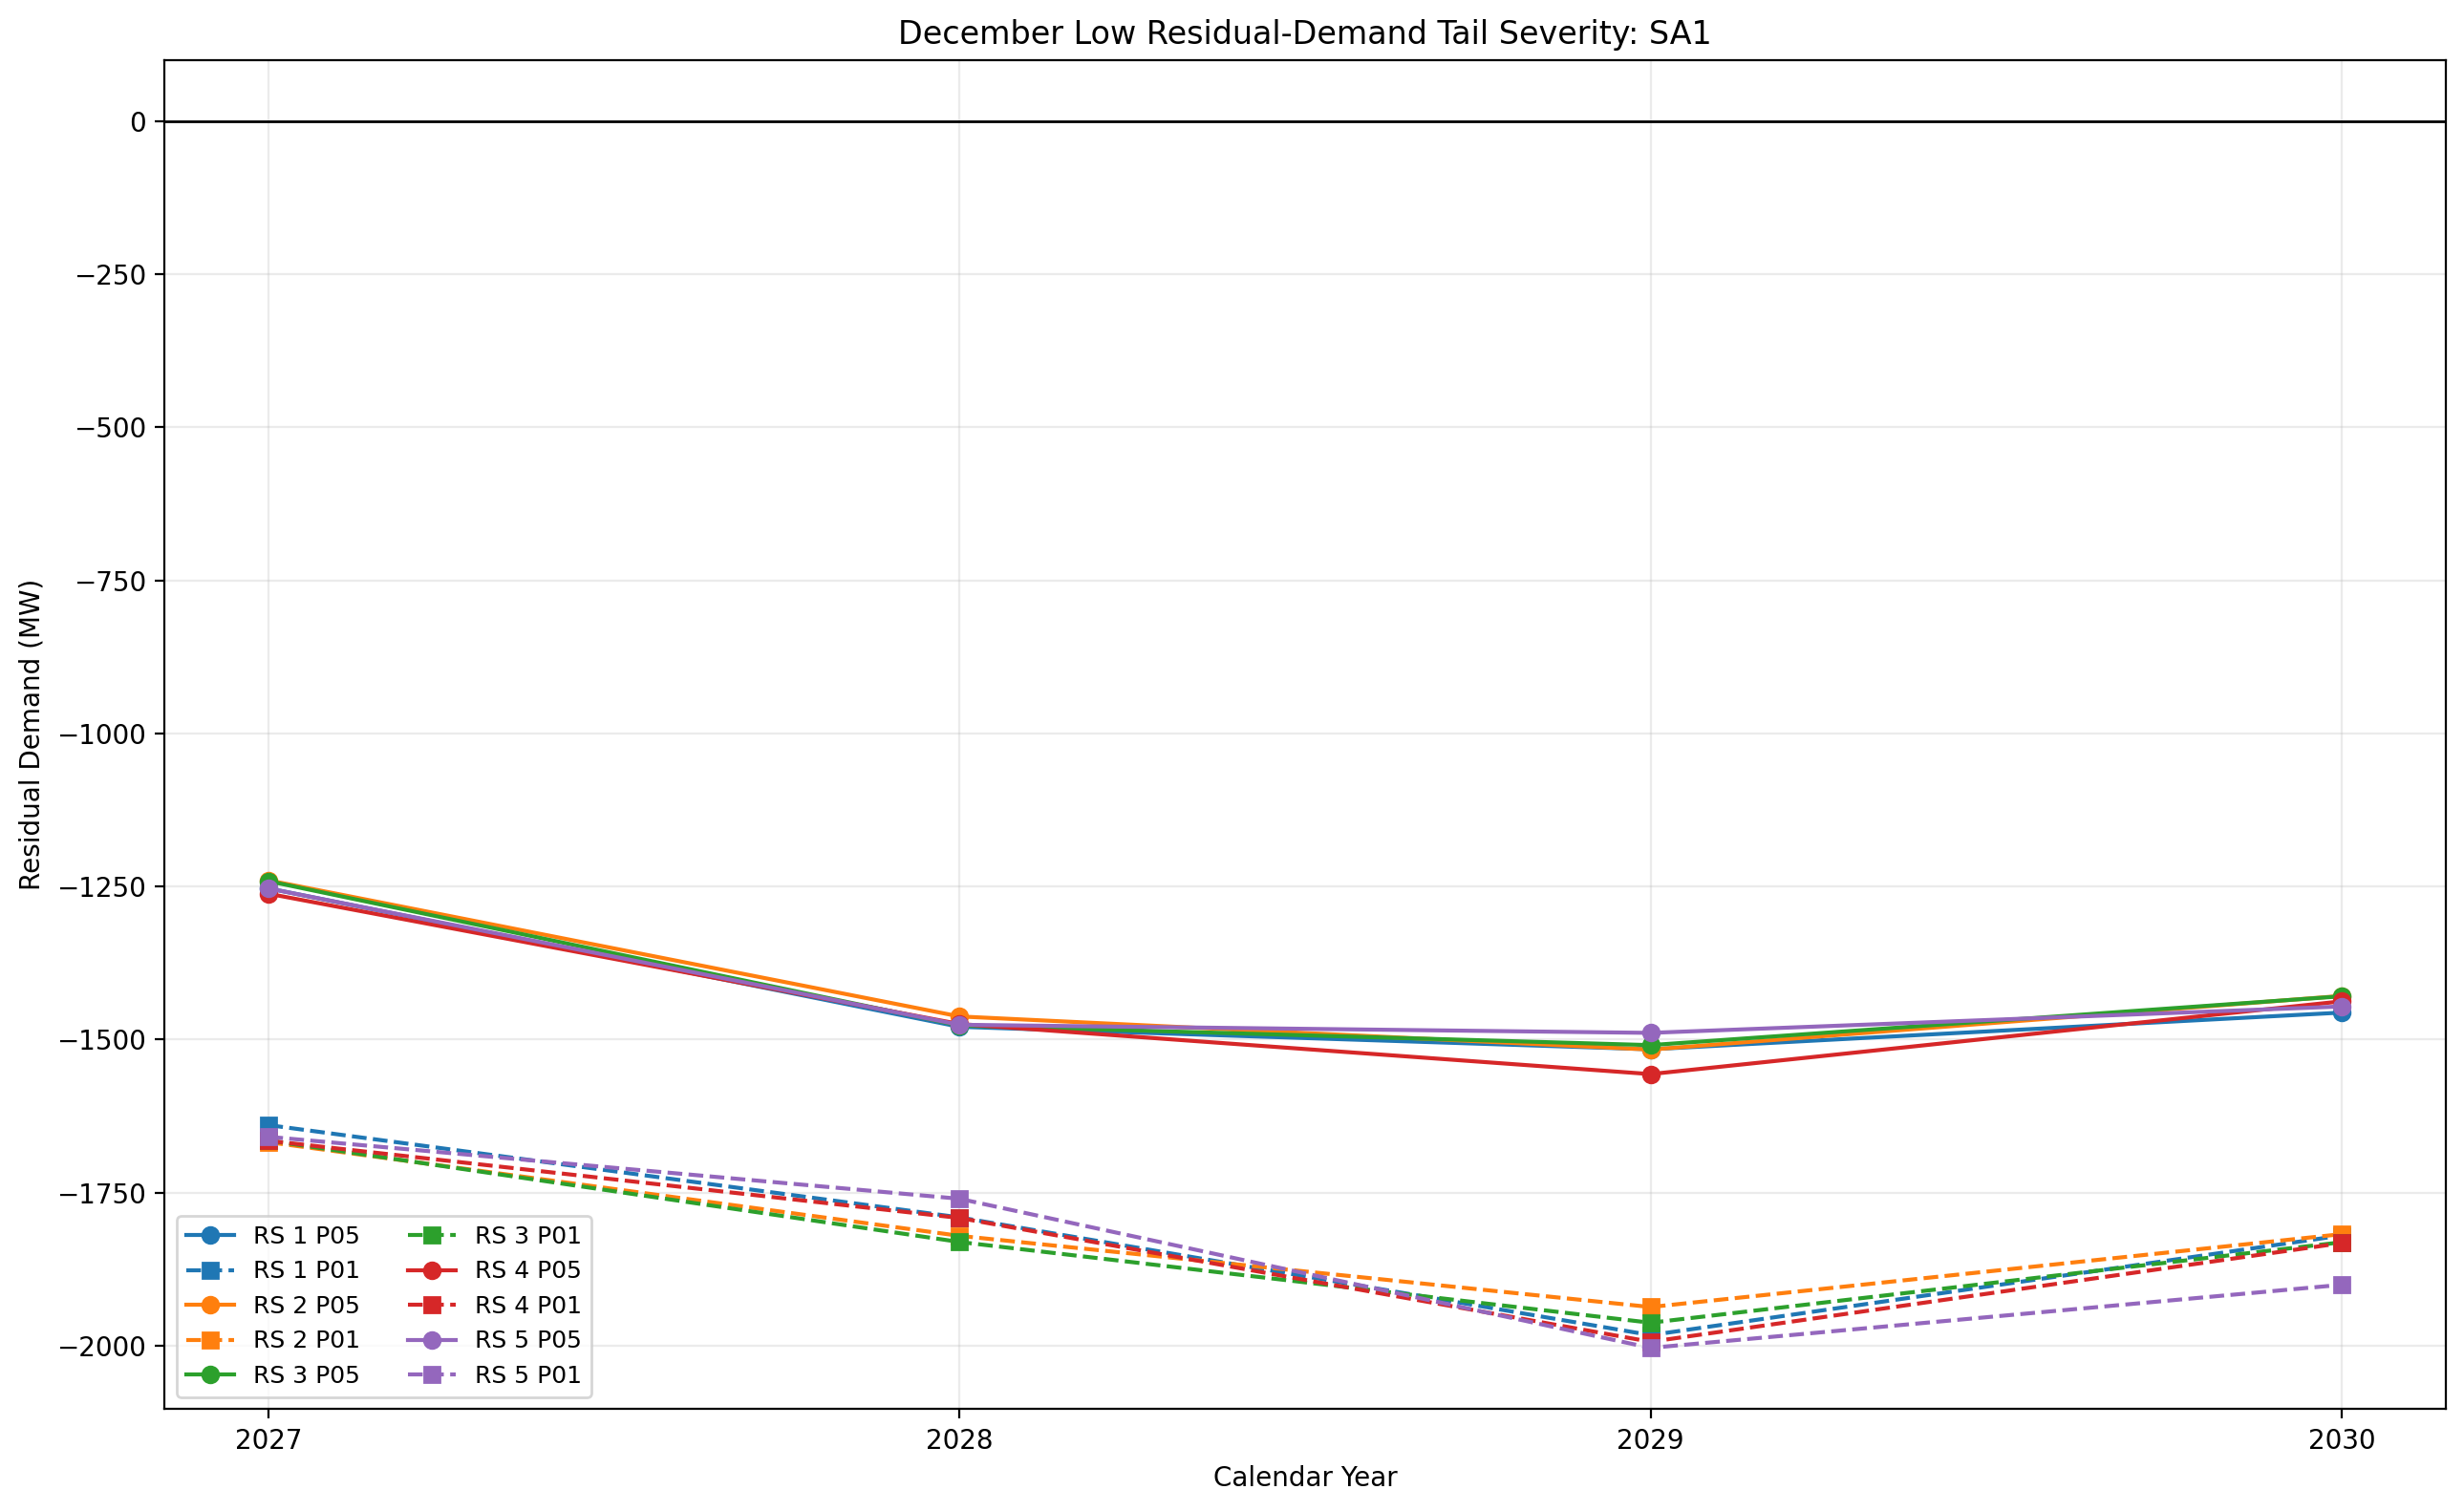 December Low Residual-Demand Tail Severity: SA1
Residual Demand (MW)
0
−250
−500
−750
−1000
−1250
−1500
−1750
−2000
RS 1 P05
RS 1 P01
RS 2 P05
RS 2 P01
RS 3 P05
RS 3 P01
RS 4 P05
RS 4 P01
RS 5 P05
RS 5 P01
2027
2028
2029
2030
Calendar Year